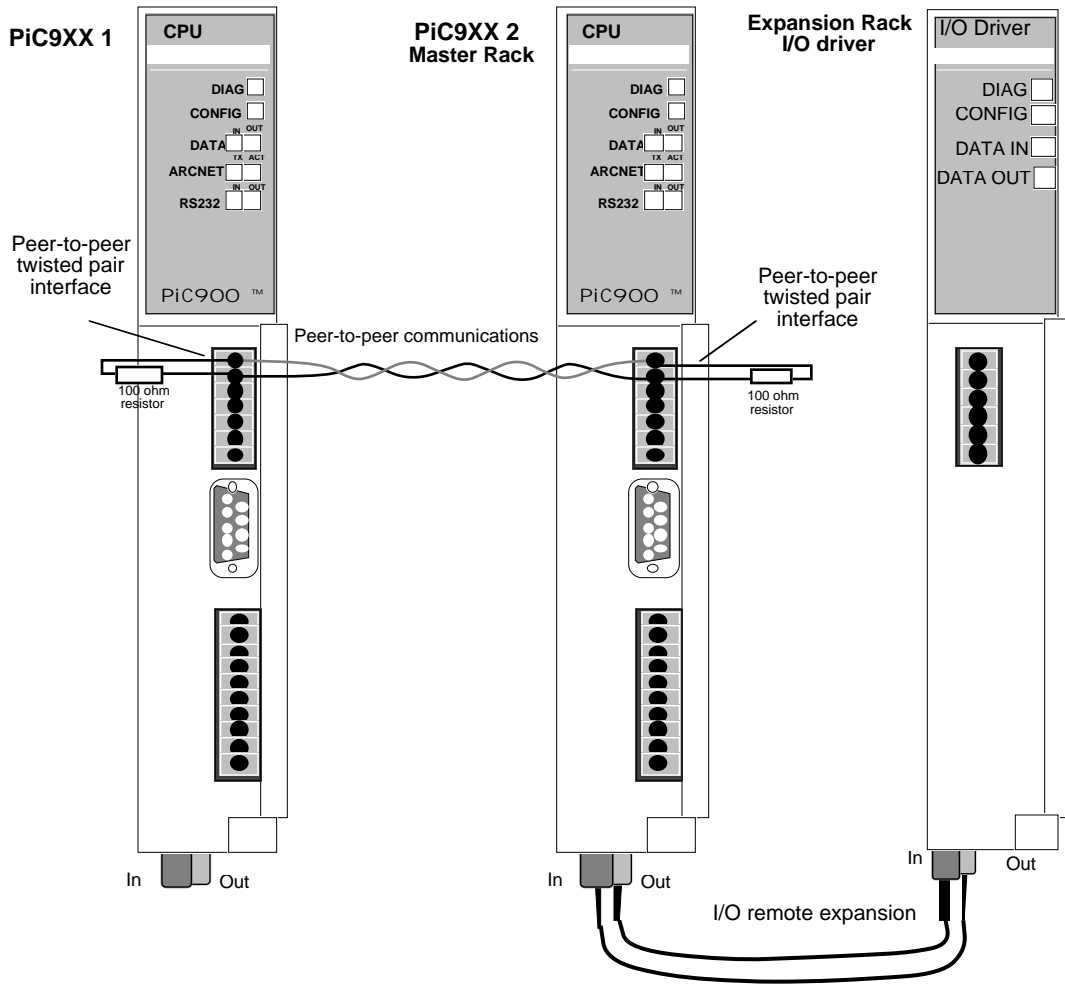 PiC9XX 1
CPU
DIAG
CONFIG
IN OUT
DATA
TX ACT
ARCNET
IN OUT
RS232
PiC900 ™
PiC9XX 2
Master Rack
CPU
DIAG
CONFIG
IN OUT
DATA
TX ACT
ARCNET
IN OUT
RS232
PiC900 ™
Expansion Rack
I/O driver
I/O Driver
DIAG
CONFIG
DATA IN
DATA OUT
Peer-to-peer
twisted pair
interface
Peer-to-peer communications
Peer-to-peer
twisted pair
interface
100 ohm
resistor
100 ohm
resistor
In
Out
In
Out
In
Out
I/O remote expansion